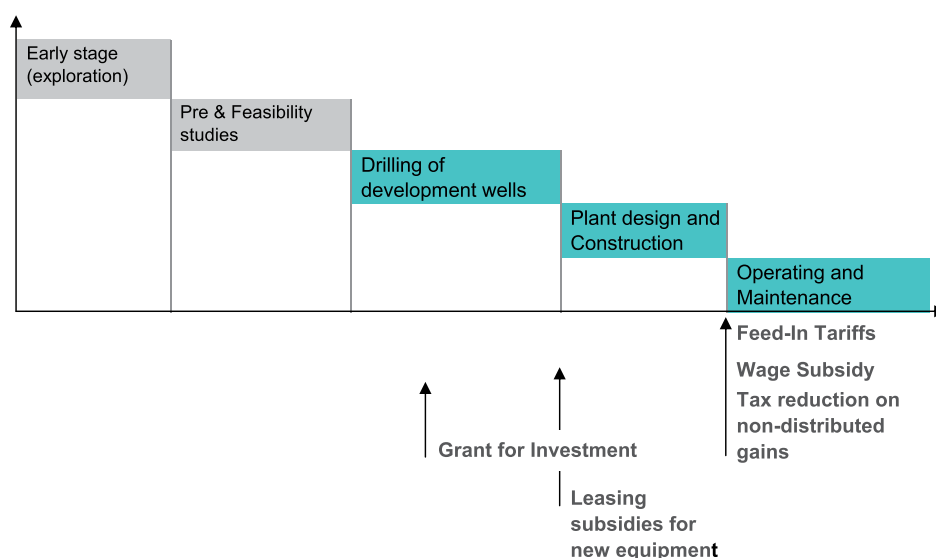 Early stage
(exploration)
Pre & Feasibility
studies
Drilling of
development wells
Plant design and
Construction
Operating and
Maintenance
Feed-In Tariffs
Wage Subsidy
Tax reduction on
non-distributed
gains
Grant for Investment
Leasing
subsidies for
new equipment